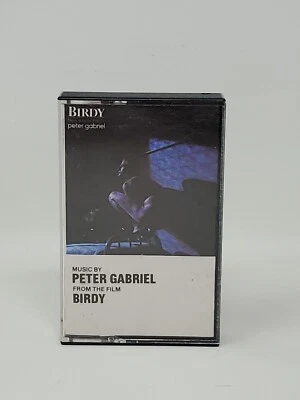 BIRDY
peter gabriel
MUSIC BY
PETER GABRIEL
FROM THE FILM
BIRDY